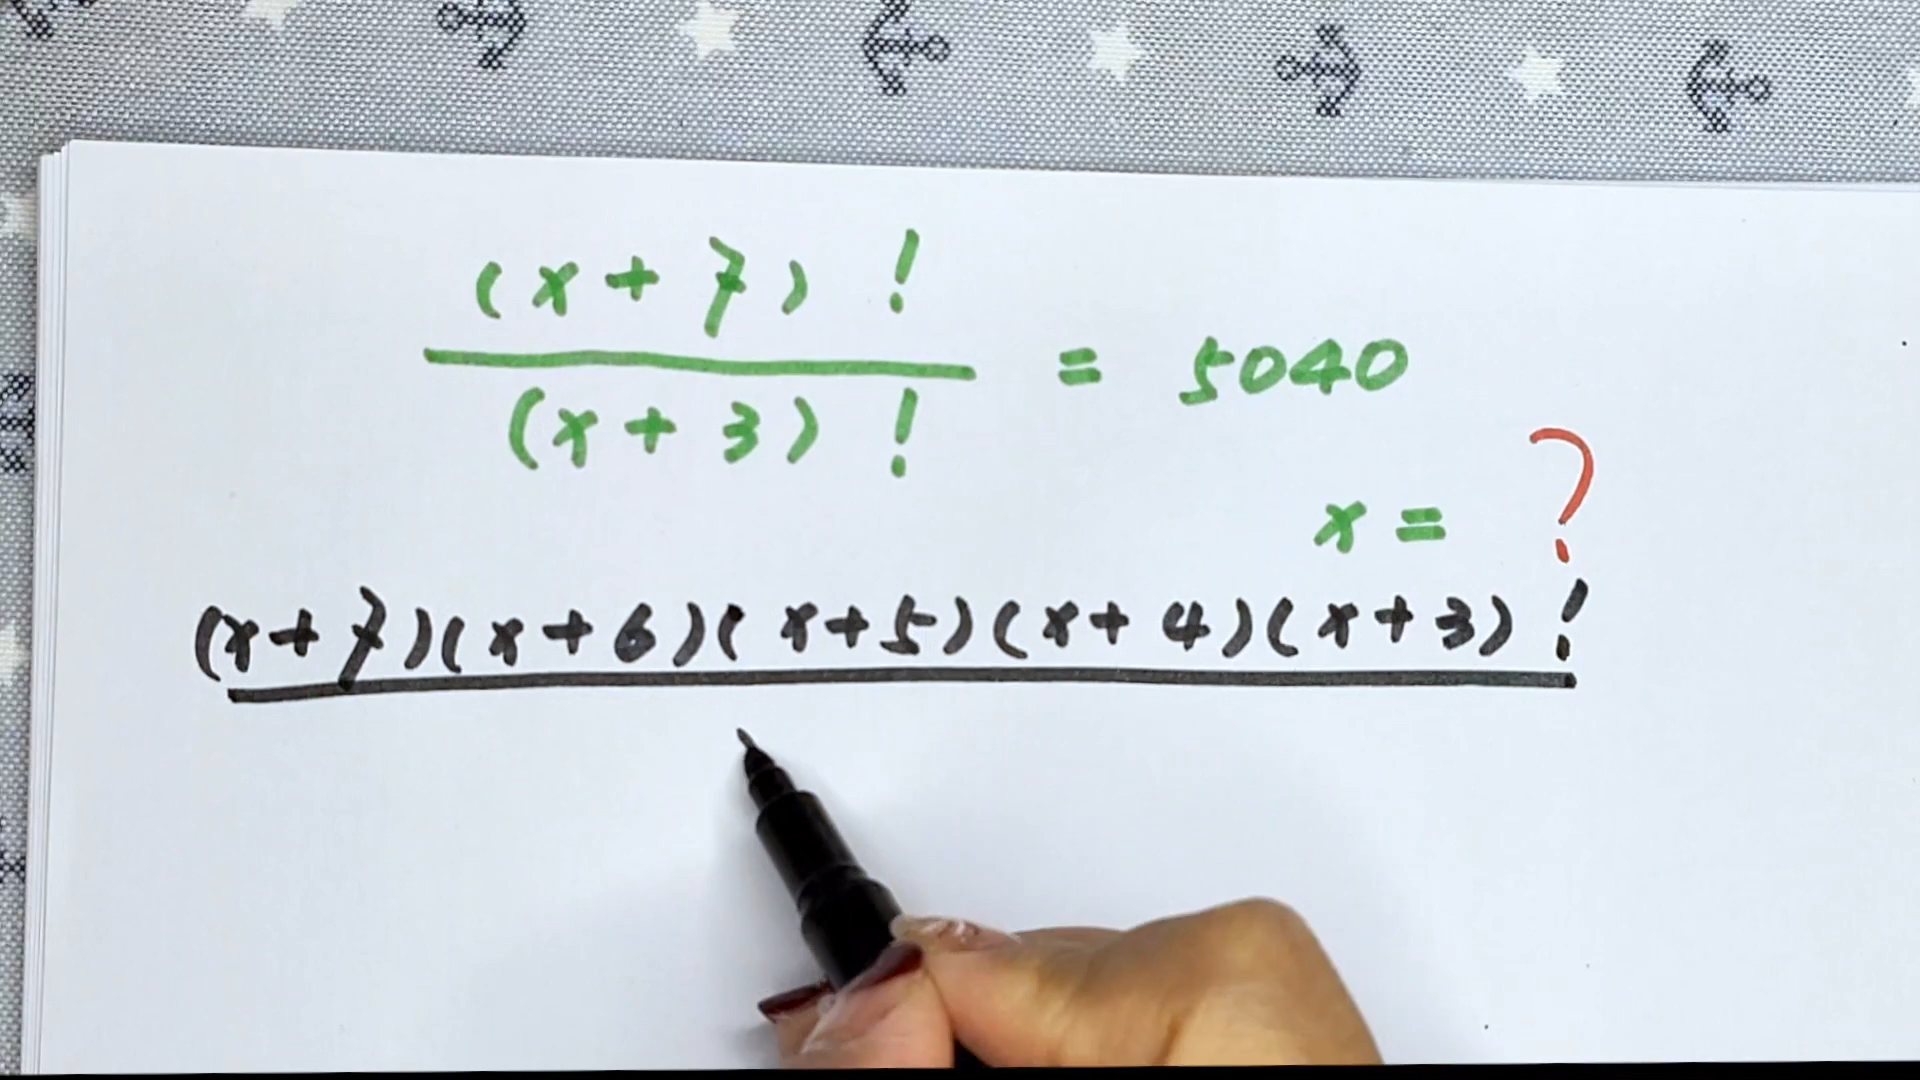 (x+7)!
= 5040
(x+3)!
x = ?
(x+7)(x+6)(x+5)(x+4)(x+3)!